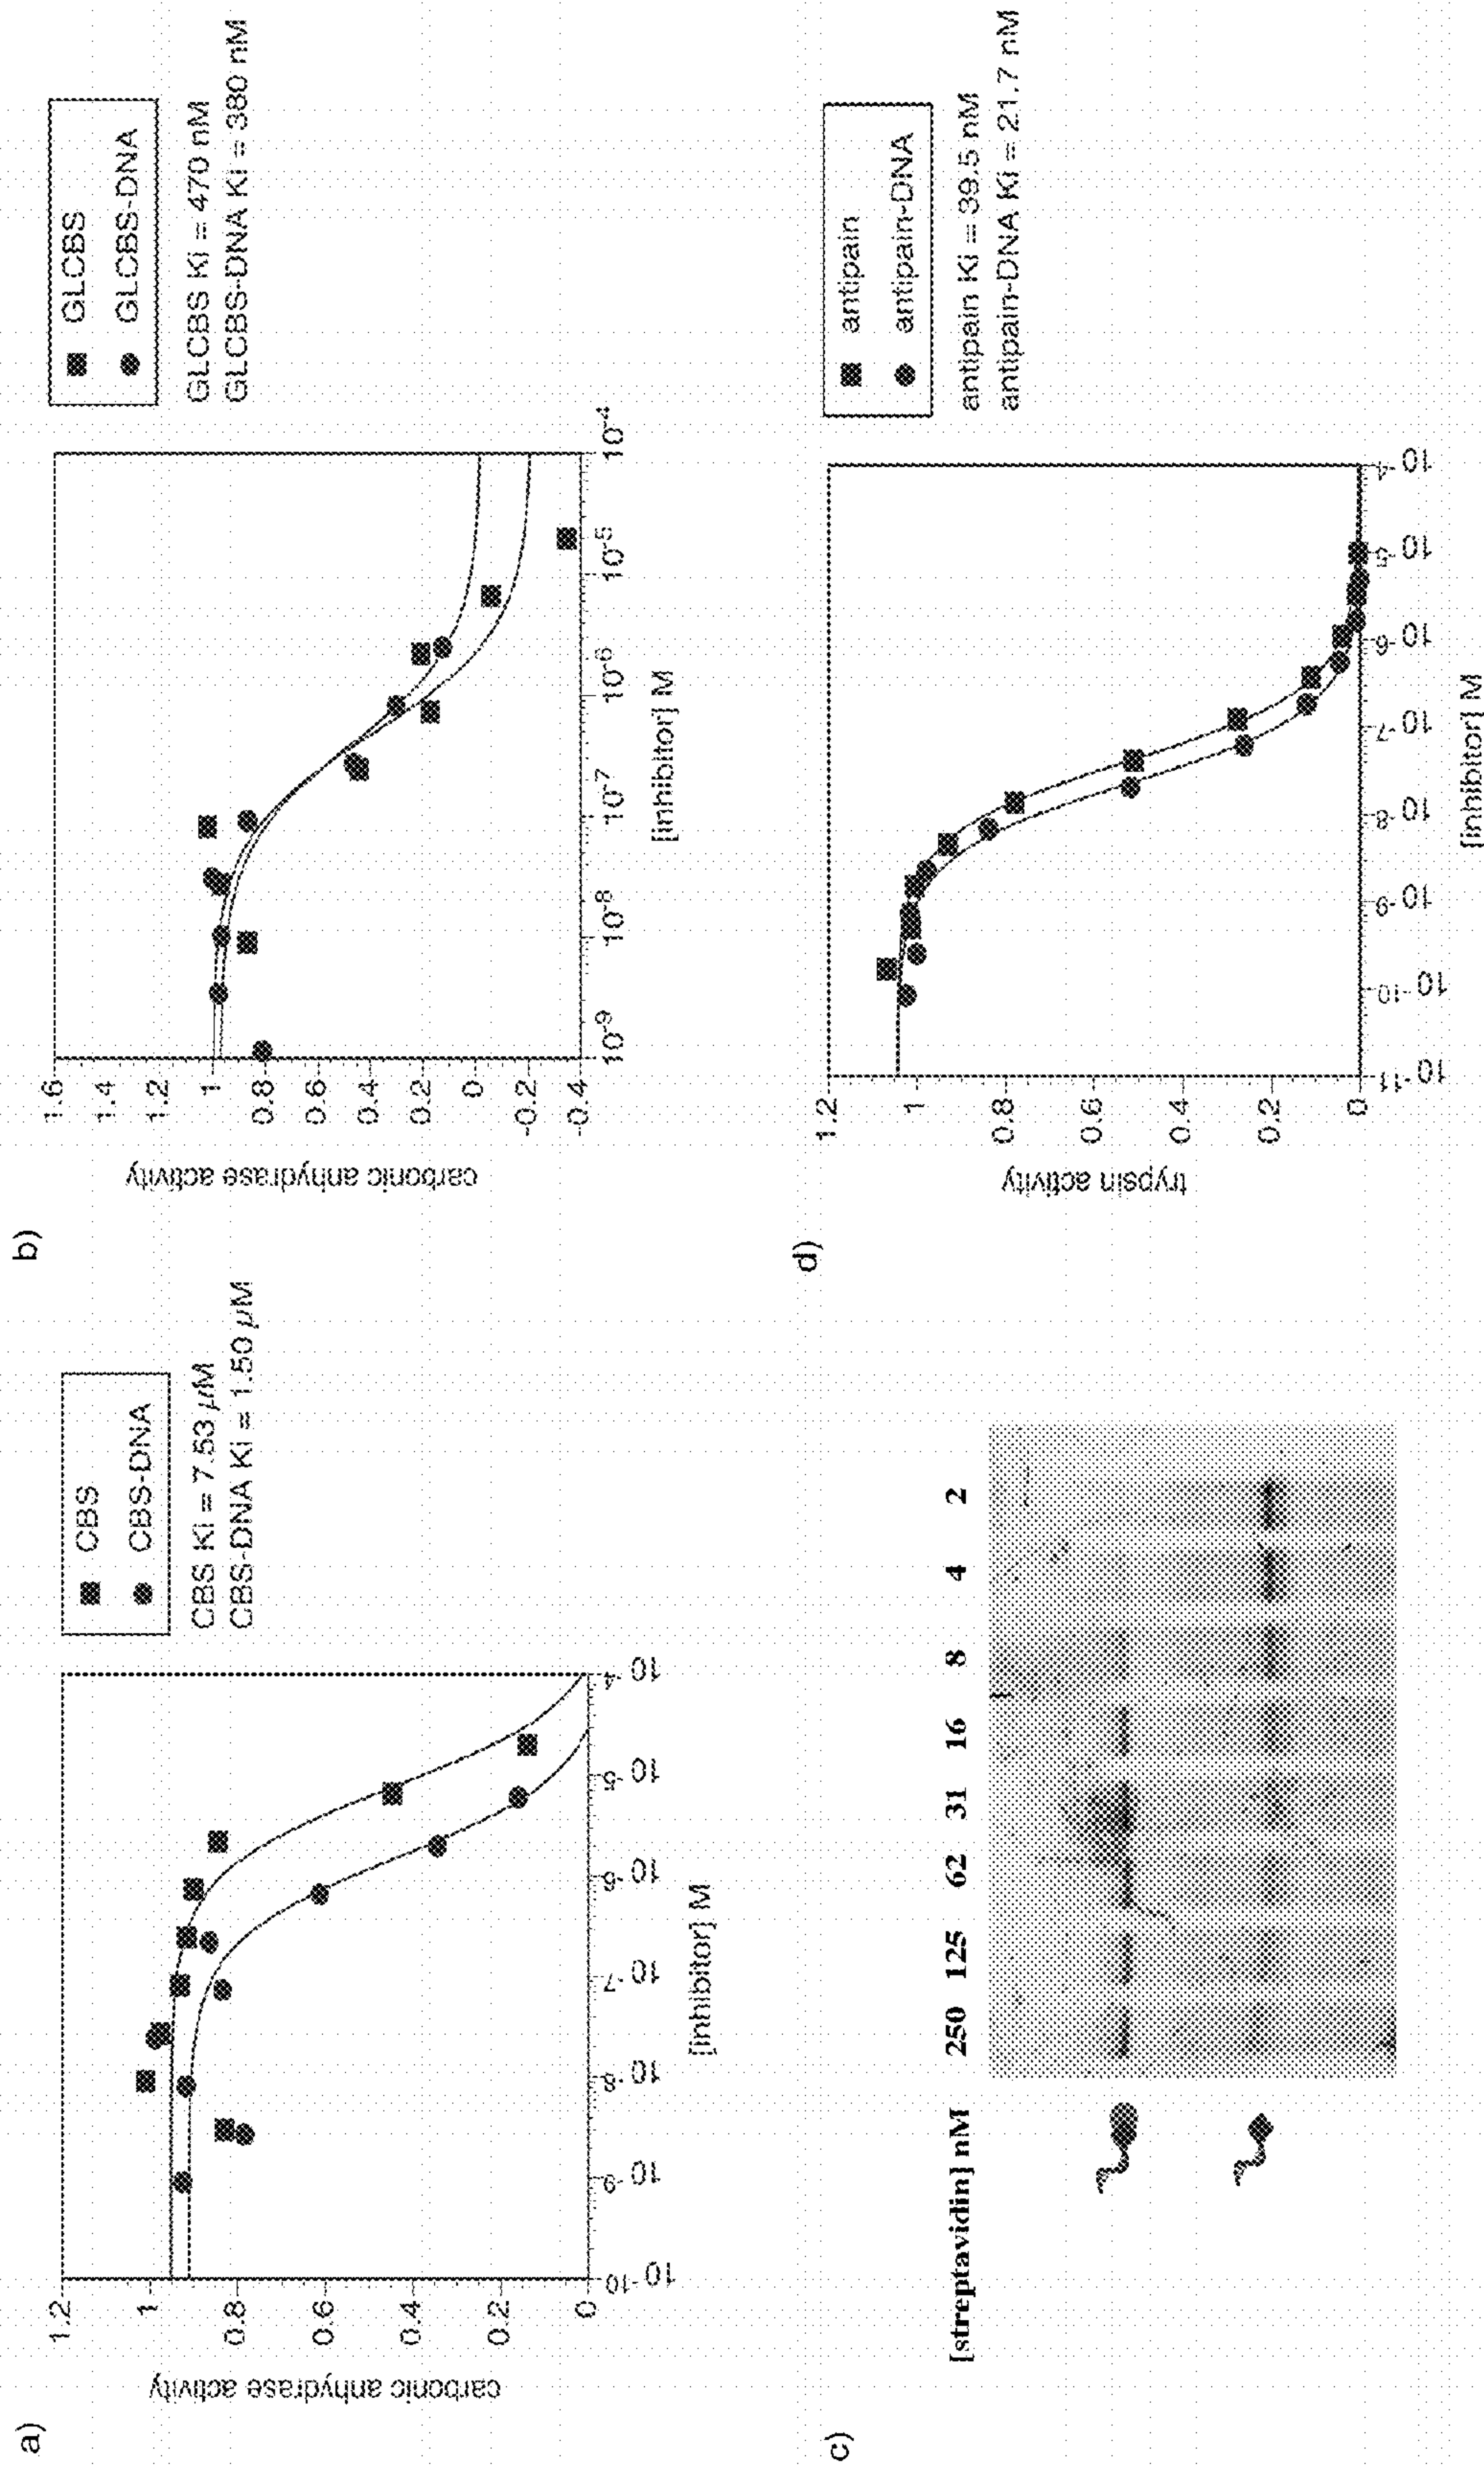 a)
carbonic anhydrase activity
1.2
1
0.8
0.6
0.4
0.2
0
10-10
10-9
10-8
10-7
10-6
10-5
10-4
[inhibitor] M
CBS
CBS-DNA
CBS Ki = 7.53 µM
CBS-DNA Ki = 1.50 µM
b)
carbonic anhydrase activity
1.6
1.4
1.2
1
0.8
0.6
0.4
0.2
0
-0.2
-0.4
10-9
10-8
10-7
10-6
10-5
10-4
[inhibitor] M
GLCBS
GLCBS-DNA
GLCBS Ki = 470 nM
GLCBS-DNA Ki = 380 nM
c)
[streptavidin] nM 250 125 62 31 16 8 4 2
d)
trypsin activity
1.2
1
0.8
0.6
0.4
0.2
0
10-11
10-10
10-9
10-8
10-7
10-6
10-5
10-4
[inhibitor] M
antipain
antipain-DNA
antipain Ki = 39.5 nM
antipain-DNA Ki = 21.7 nM